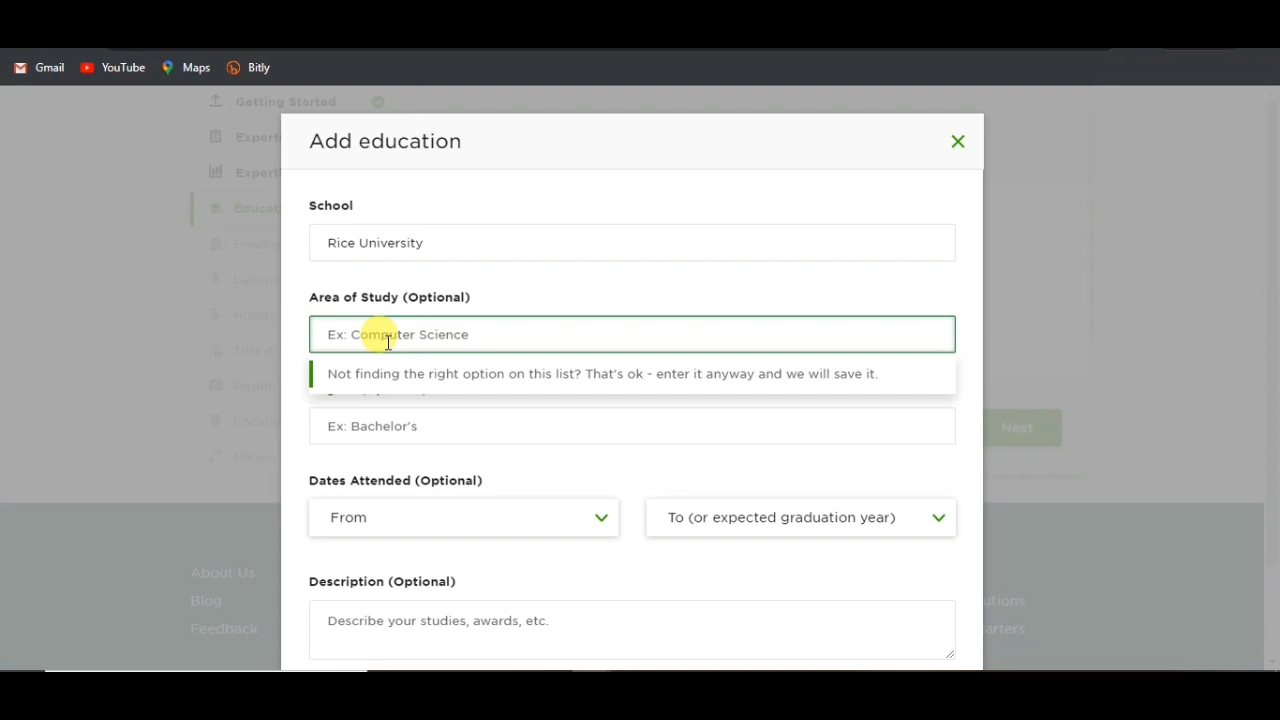 Gmail YouTube Maps Bitly
Getting Started
Add education
School
Rice University
Area of Study (Optional)
Ex: Computer Science
Not finding the right option on this list? That's ok - enter it anyway and we will save it.
Ex: Bachelor's
Next
Dates Attended (Optional)
From To (or expected graduation year)
About Us
Description (Optional)
Blog
Describe your studies, awards, etc.
Feedback